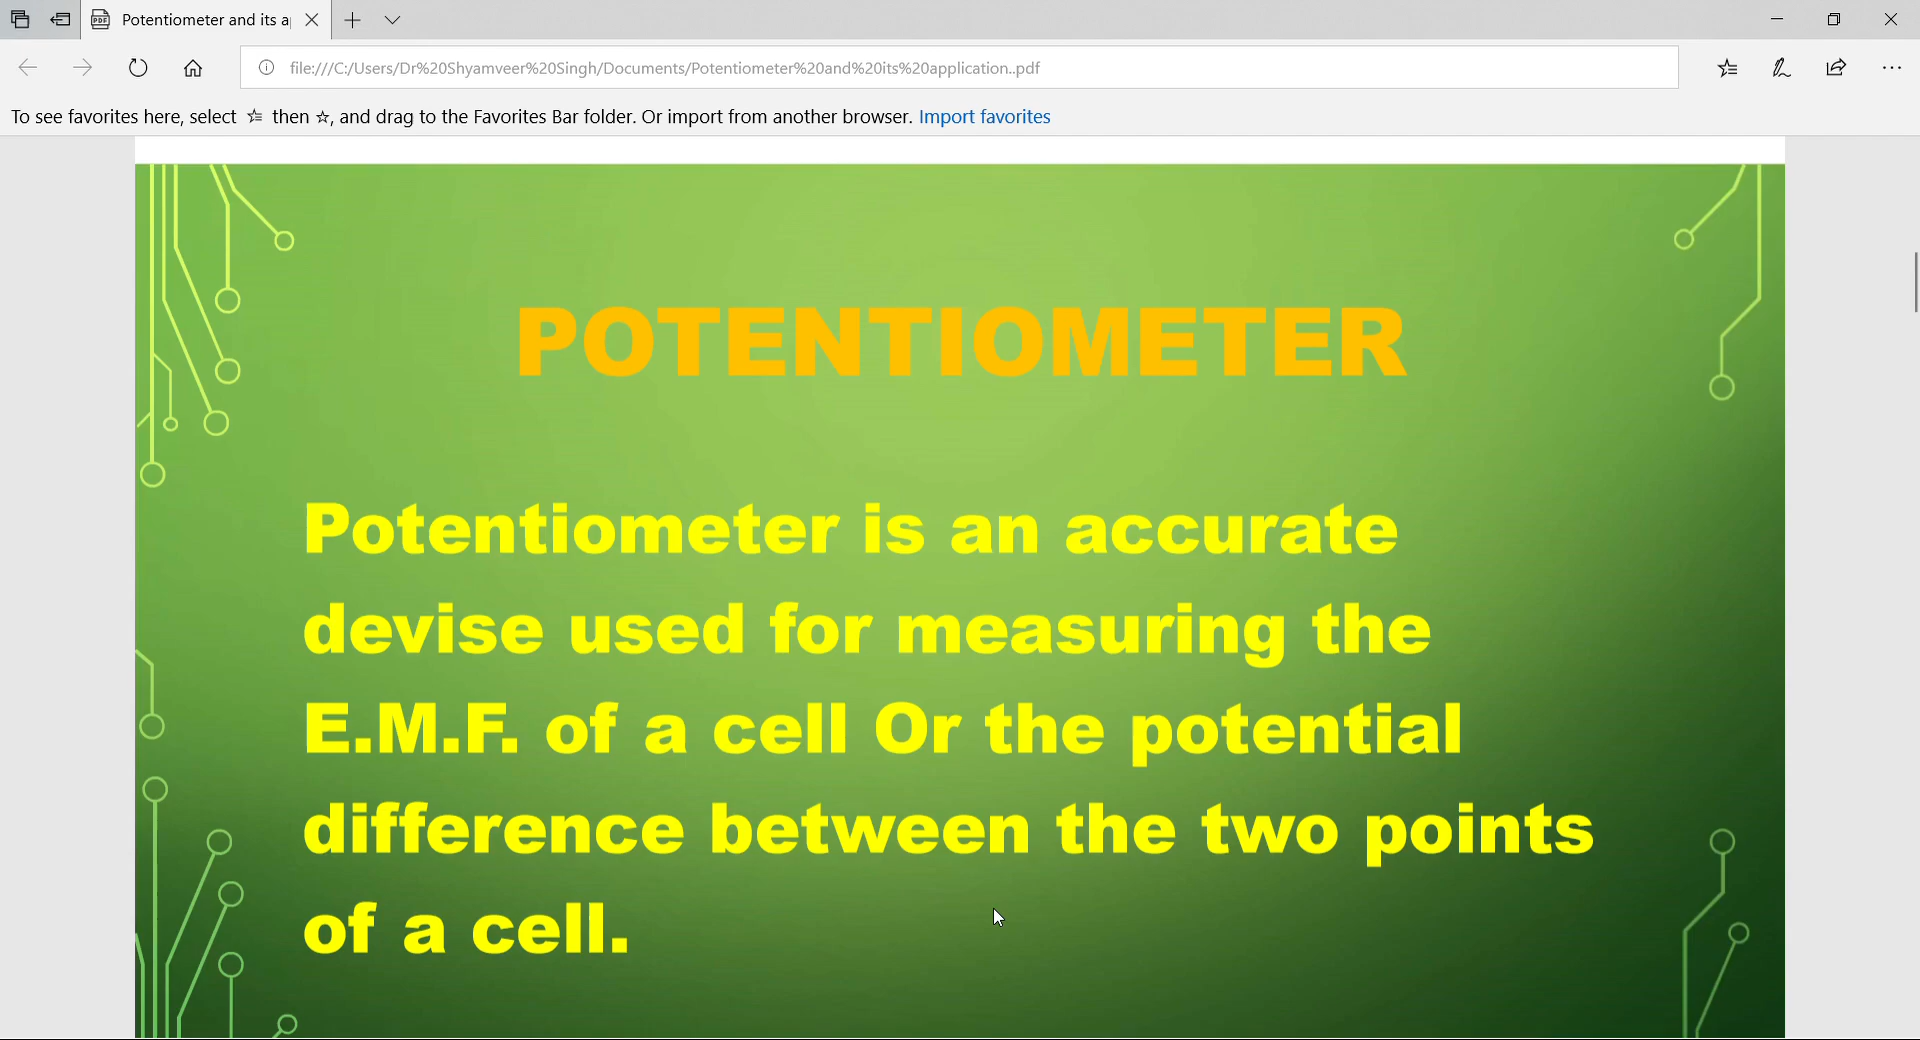 Potentiometer and its a
file:///C:/Users/Dr%20Shyamveer%20Singh/Documents/Potentiometer%20and%20its%20application..pdf
To see favorites here, select ☆ then ☆, and drag to the Favorites Bar folder. Or import from another browser. Import favorites
POTENTIOMETER
Potentiometer is an accurate
devise used for measuring the
E.M.F. of a cell Or the potential
difference between the two points
of a cell.